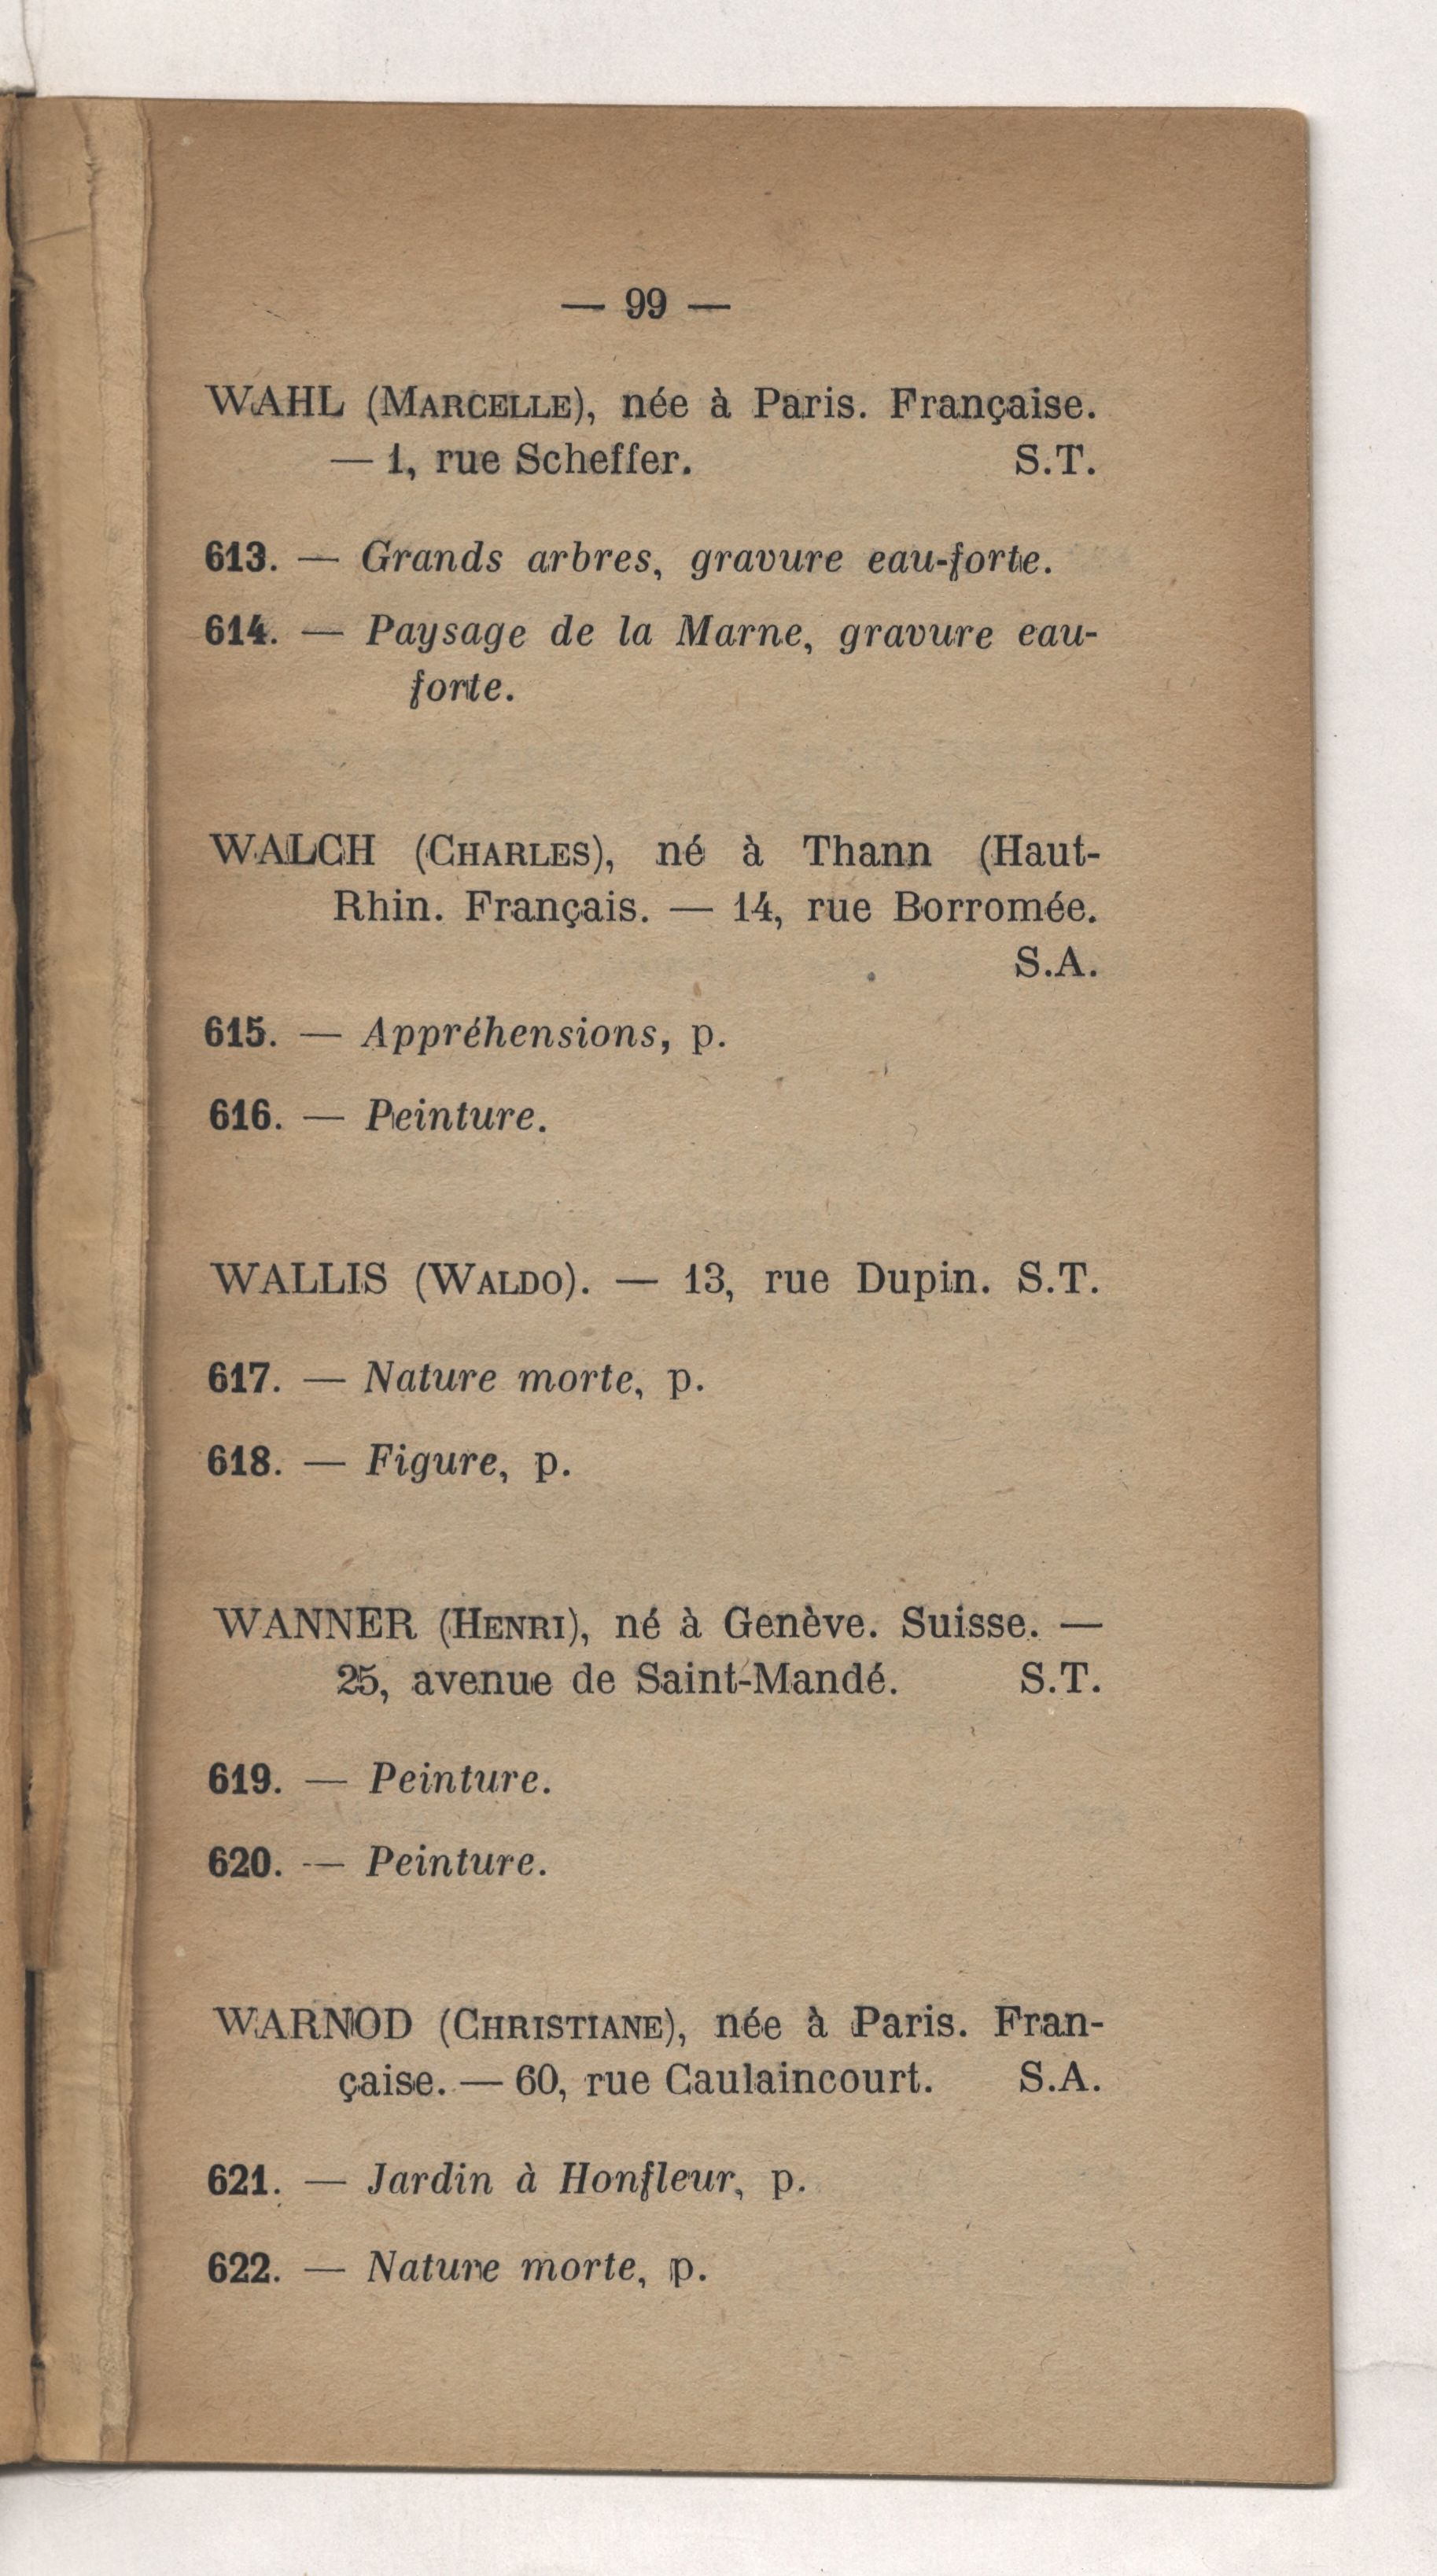 — 99 —
WAHL (MARCELLE), née à Paris. Française.
— 1, rue Scheffer. S.T.
613. — Grands arbres, gravure eau-forte.
614. — Paysage de la Marne, gravure eau-
forte.
WALCH (CHARLES), né à Thann (Haut-
Rhin. Français. — 14, rue Borromée.
S.A.
615. — Appréhensions, p.
616. — Peinture.
WALLIS (WALDO). — 13, rue Dupin. S.T.
617. — Nature morte, p.
618. — Figure, p.
WANNER (HENRI), né à Genève. Suisse. —
25, avenue de Saint-Mandé. S.T.
619. — Peinture.
620. — Peinture.
WARNOD (CHRISTIANE), née à Paris. Fran-
çaise. — 60, rue Caulaincourt. S.A.
621. — Jardin à Honfleur, p.
622. — Nature morte, p.